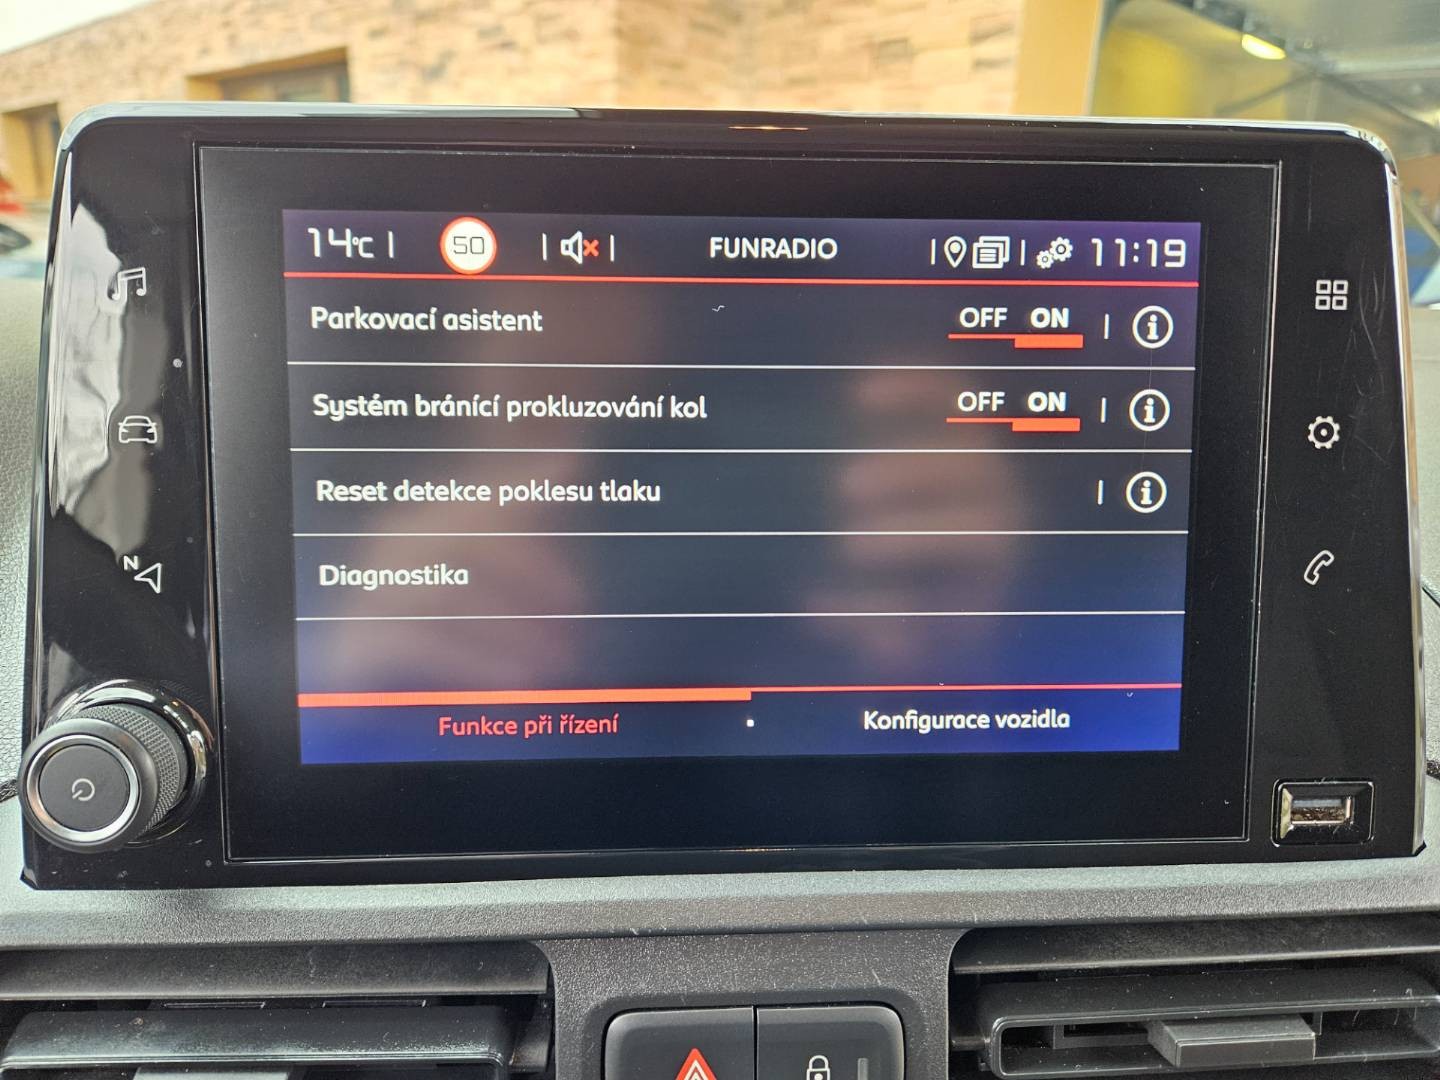 14°C 50 FUNRADIO 11:19
Parkovací asistent OFF ON
Systém bránící prokluzování kol OFF ON
Reset detekce poklesu tlaku
Diagnostika
Funkce při řízení Konfigurace vozidla
N